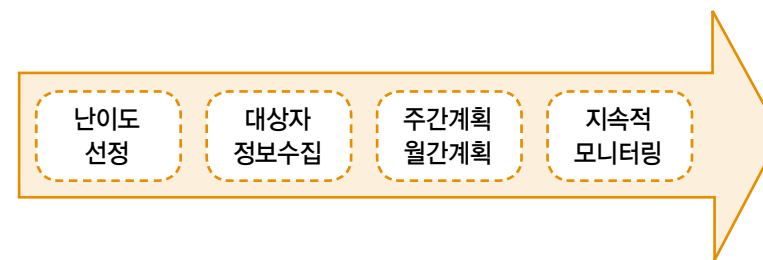 난이도
선정
대상자
정보수집
주간계획
월간계획
지속적
모니터링